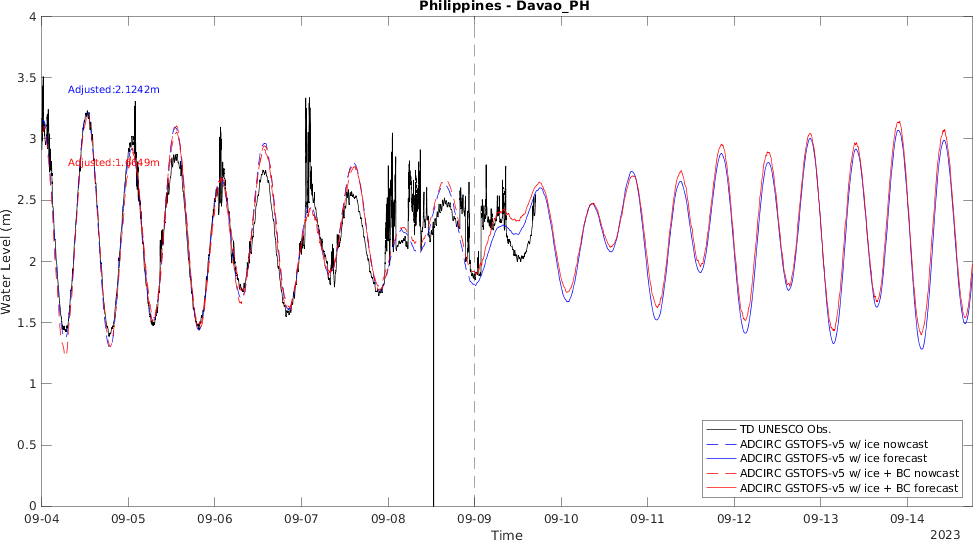 Philippines - Davao_PH
Water Level (m)
4
3.5
3
2.5
2
1.5
1
0.5
0
Adjusted:2.1242m
Adjusted:1.6649m
TD UNESCO Obs.
ADCIRC GSTOFS-v5 w/ ice nowcast
ADCIRC GSTOFS-v5 w/ ice forecast
ADCIRC GSTOFS-v5 w/ ice + BC nowcast
ADCIRC GSTOFS-v5 w/ ice + BC forecast
09-04 09-05 09-06 09-07 09-08 09-09 09-10 09-11 09-12 09-13 09-14
Time
2023